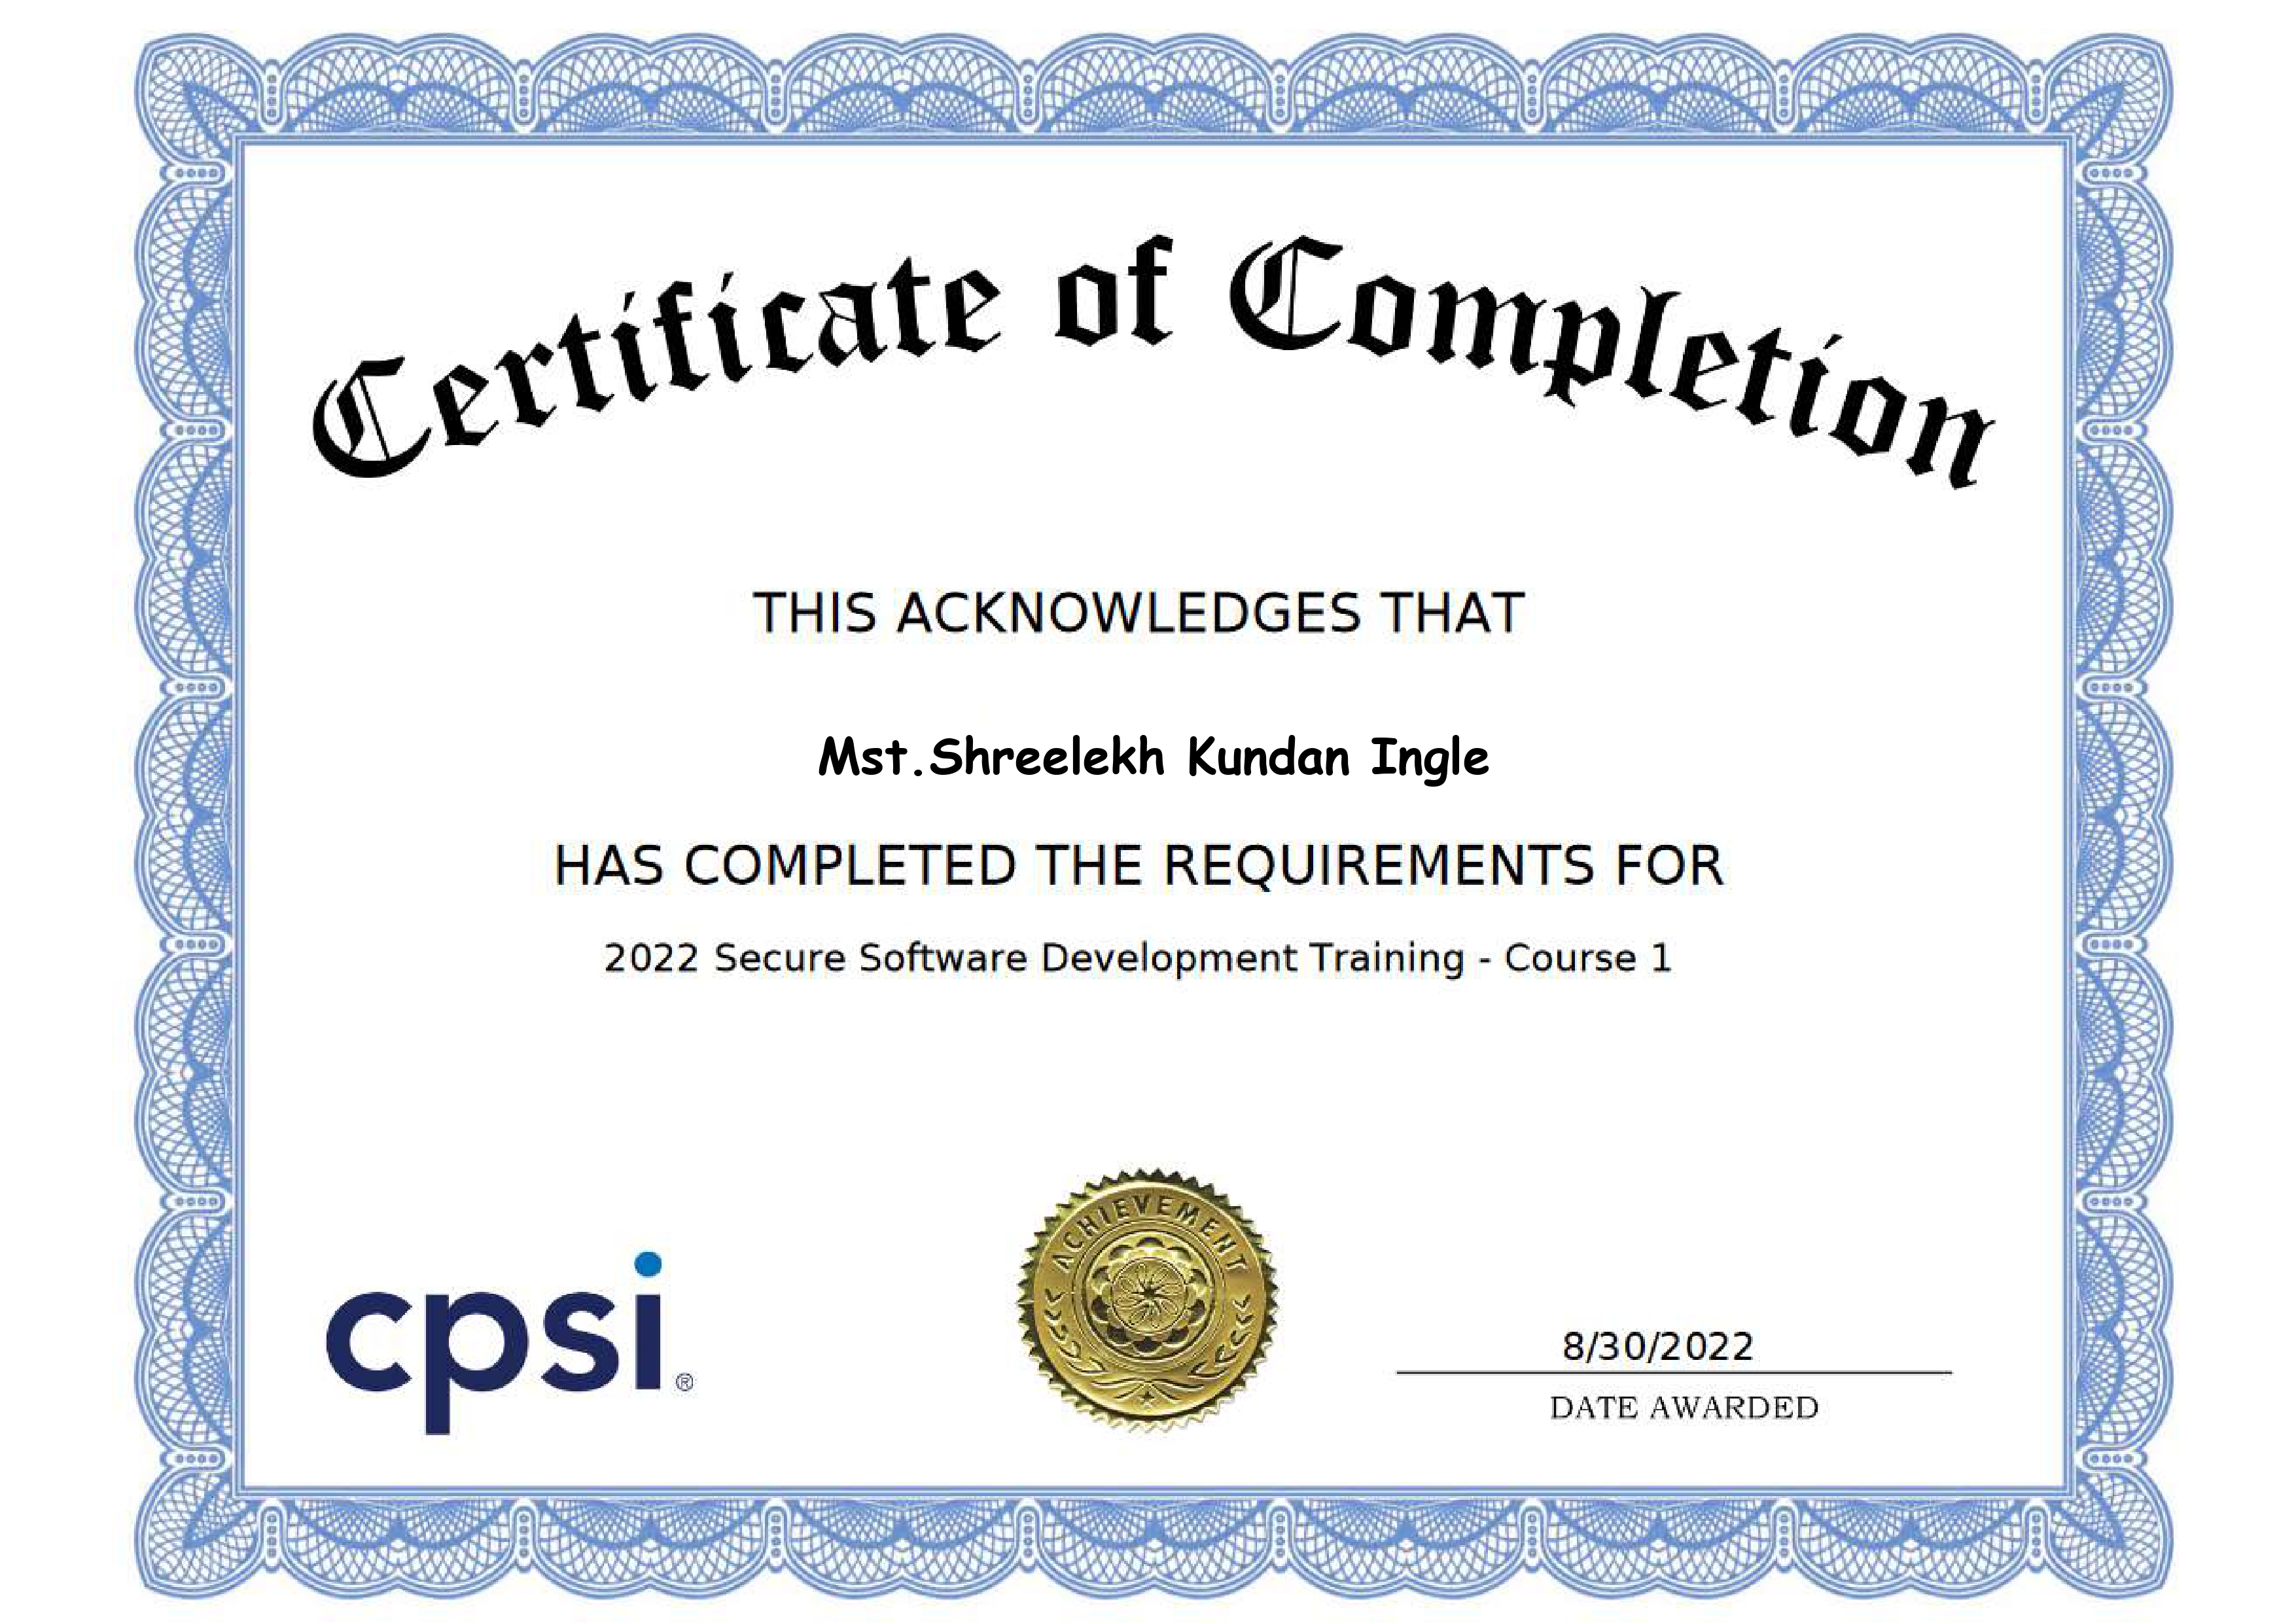 Certificate of Completion
THIS ACKNOWLEDGES THAT
Mst.Shreelekh Kundan Ingle
HAS COMPLETED THE REQUIREMENTS FOR
2022 Secure Software Development Training - Course 1
ACHIEVEMENT
cpsi®
8/30/2022
DATE AWARDED